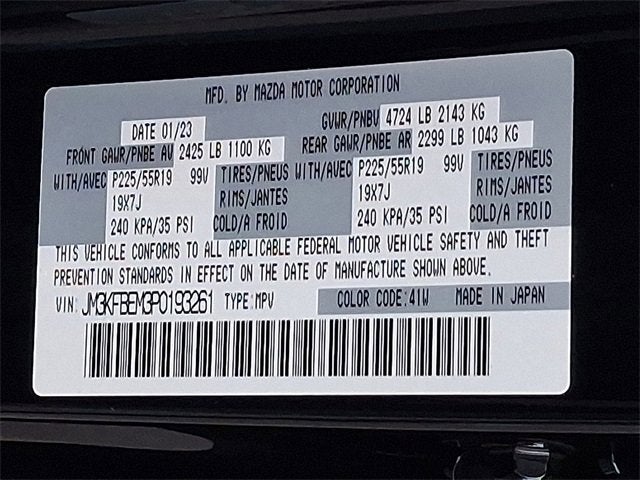 MFD. BY MAZDA MOTOR CORPORATION
DATE 01/23 GVWR/PNBV 4724 LB 2143 KG
FRONT GAWR/PNBE AV 2425 LB 1100 KG REAR GAWR/PNBE AR 2299 LB 1043 KG
WITH/AVEC P225/55R19 99V TIRES/PNEUS WITH/AVEC P225/55R19 99V TIRES/PNEUS
19X7J RIMS/JANTES 19X7J RIMS/JANTES
240 KPA/35 PSI COLD/A FROID 240 KPA/35 PSI COLD/A FROID
THIS VEHICLE CONFORMS TO ALL APPLICABLE FEDERAL MOTOR VEHICLE SAFETY AND THEFT
PREVENTION STANDARDS IN EFFECT ON THE DATE OF MANUFACTURE SHOWN ABOVE.
VIN: JM3KFBEM3P0193261 TYPE:MPV COLOR CODE:41W MADE IN JAPAN